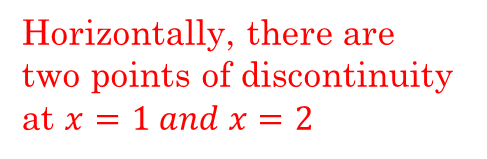 Horizontally, there are
two points of discontinuity
at x = 1 and x = 2